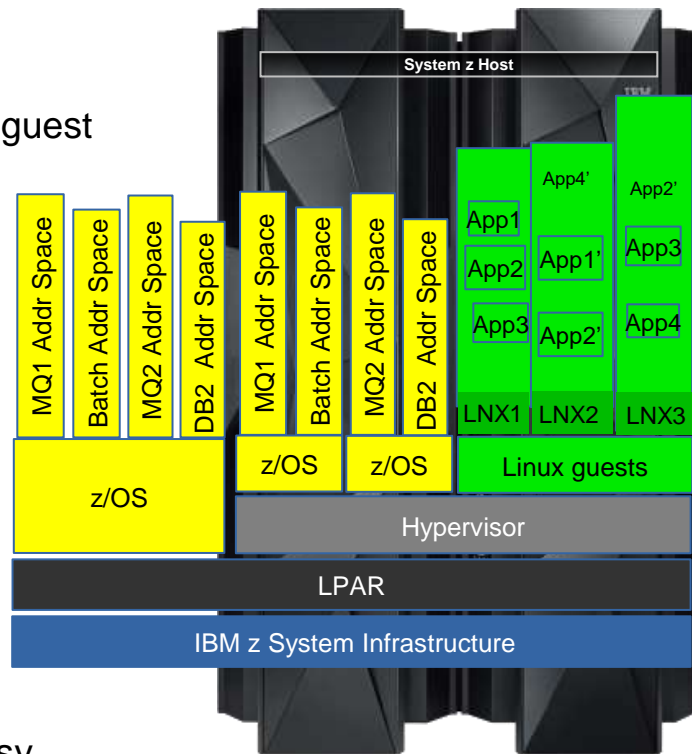 System z Host
IBM
guest
MQ1 Addr Space
Batch Addr Space
MQ2 Addr Space
DB2 Addr Space
MQ1 Addr Space
Batch Addr Space
MQ2 Addr Space
DB2 Addr Space
App1
App2
App3
LNX1
App4’
App1’
App2’
LNX2
App2’
App3
App4
LNX3
z/OS
z/OS
z/OS
Linux guests
Hypervisor
LPAR
IBM z System Infrastructure